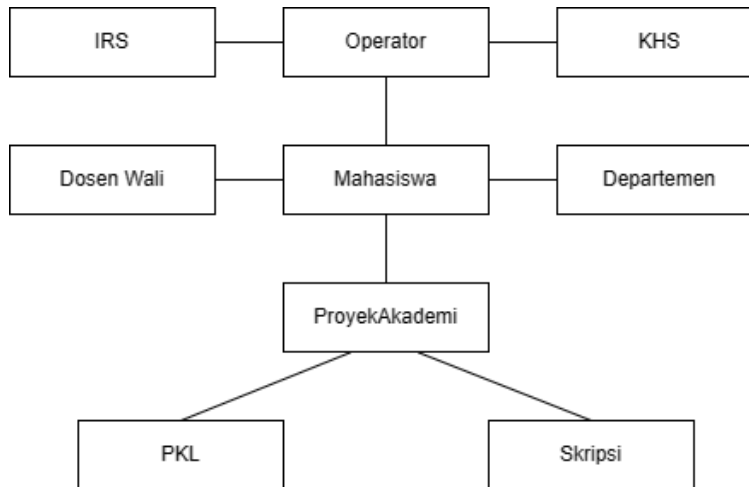 IRS
Operator
KHS
Dosen Wali
Mahasiswa
Departemen
ProyekAkademi
PKL
Skripsi